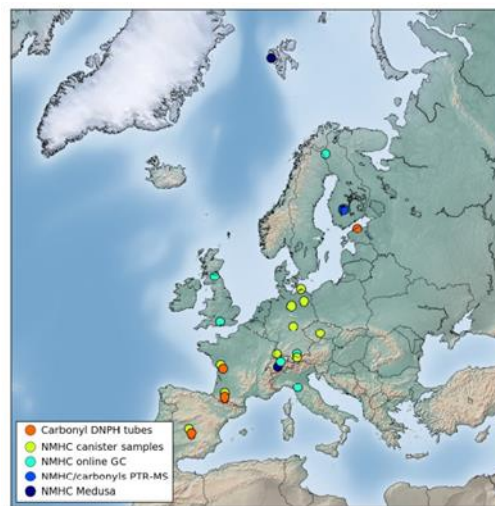 Carbonyl DNPH tubes
NMHC canister samples
NMHC online GC
NMHC/carbonyls PTR-MS
NMHC Medusa